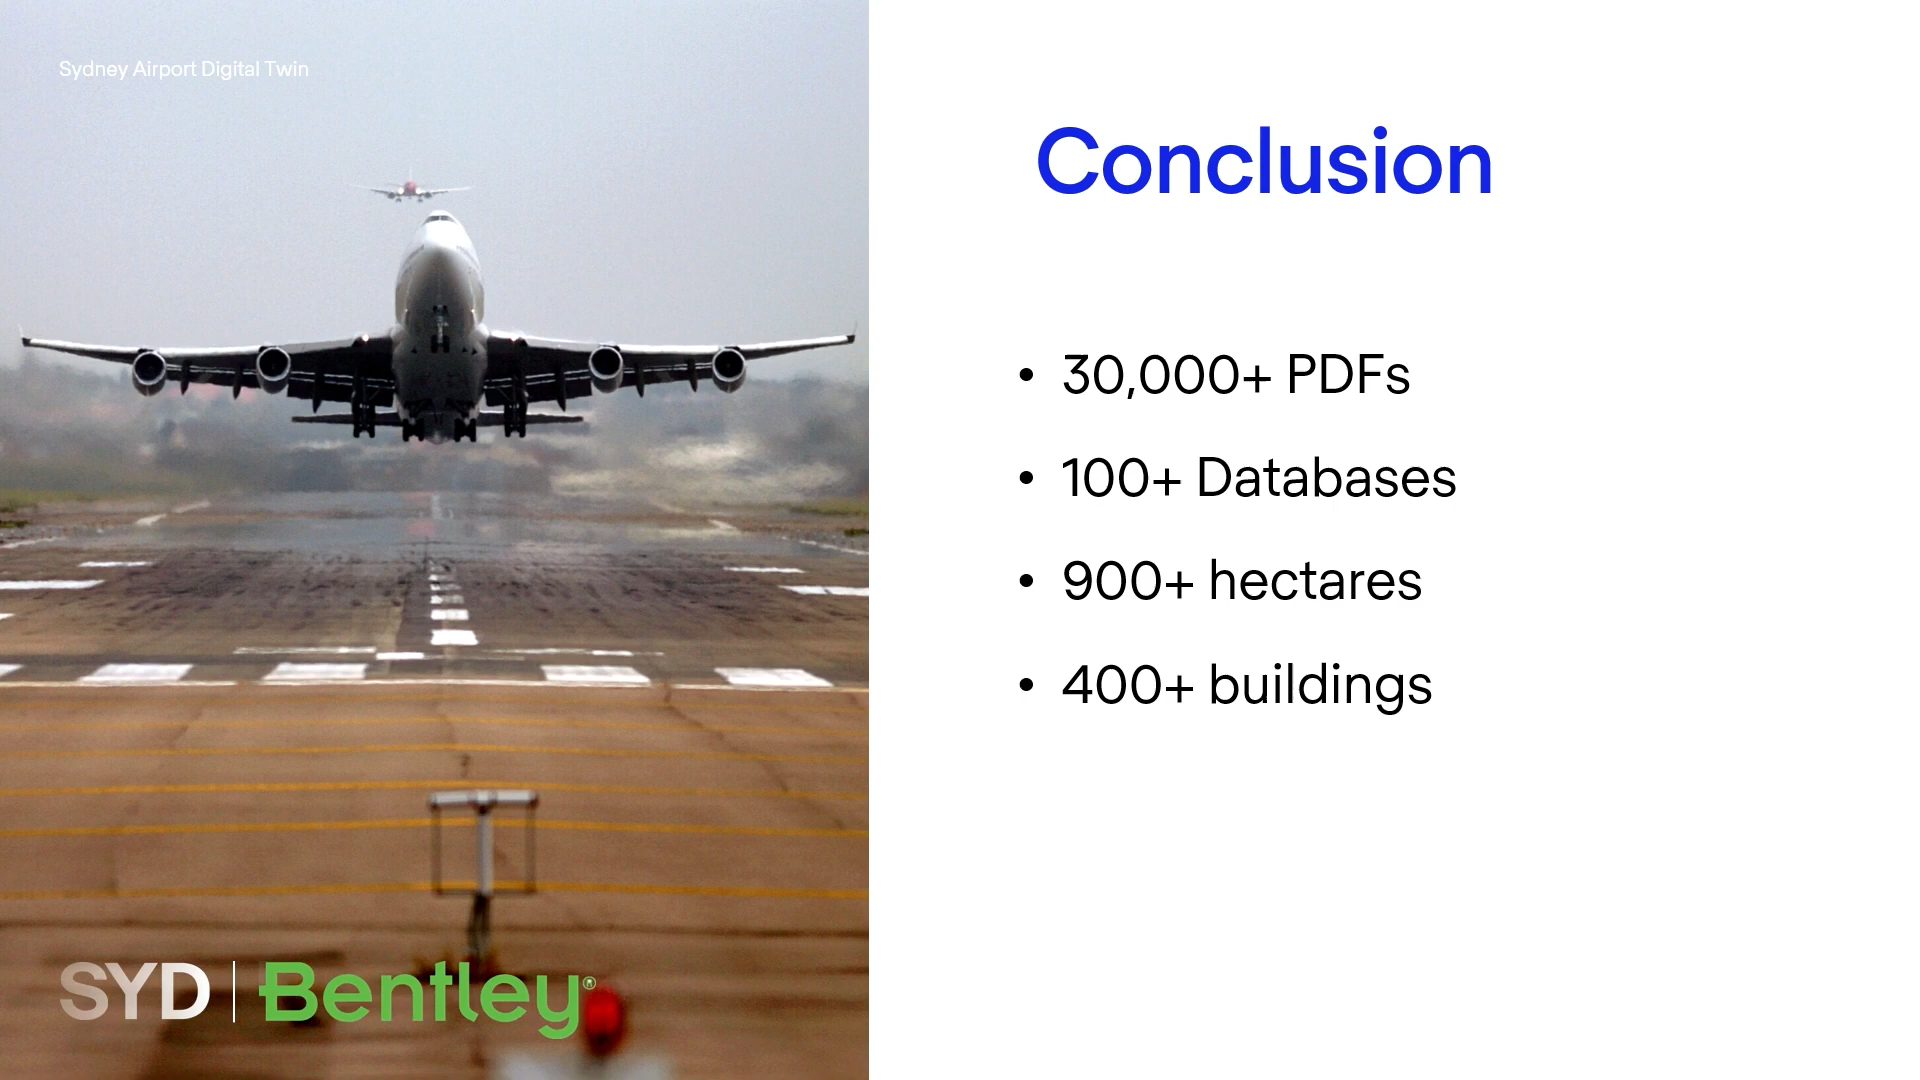 Sydney Airport Digital Twin
Conclusion
• 30,000+ PDFs
• 100+ Databases
• 900+ hectares
• 400+ buildings
SYD | Bentley®